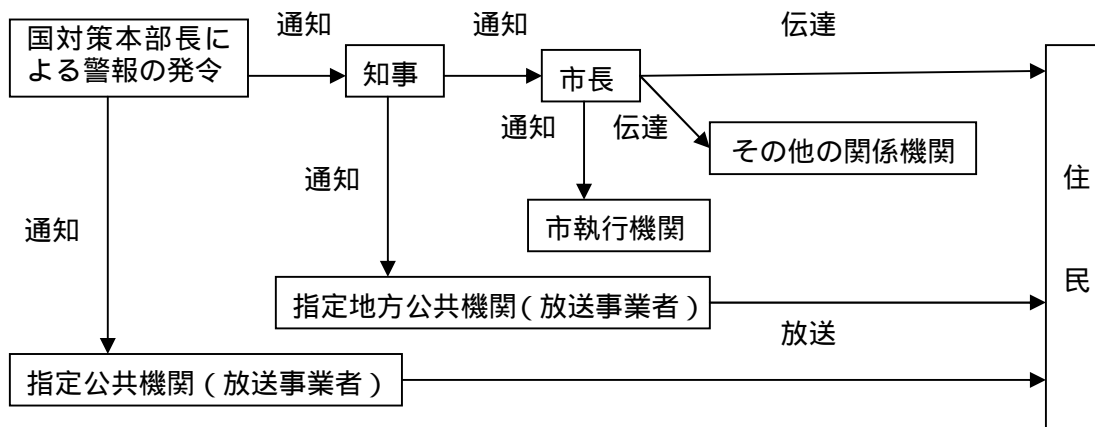 通知
通知
伝達
国対策本部長に
よる警報の発令
知事
市長
通知
伝達
その他の関係機関
通知
住民
通知
市執行機関
指定地方公共機関(放送事業者)
放送
指定公共機関(放送事業者)